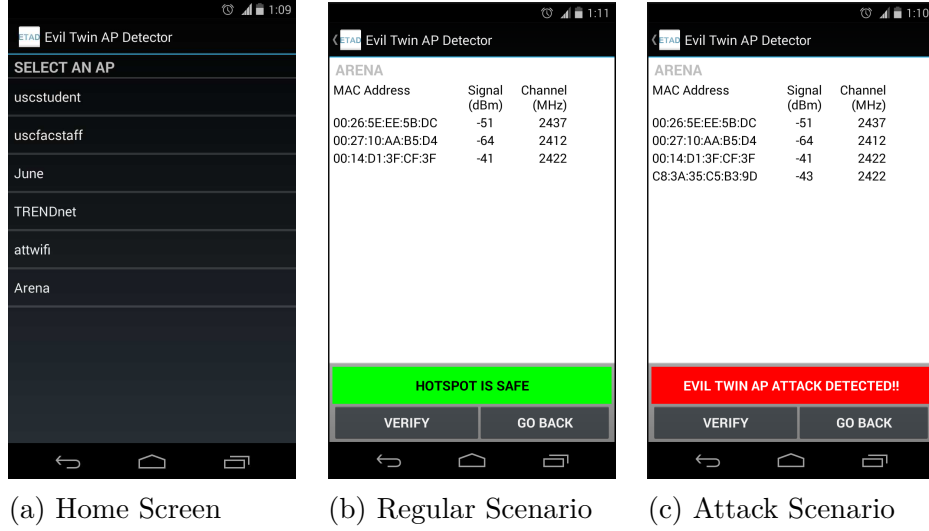 1:09
ETAD Evil Twin AP Detector
SELECT AN AP
uscstudent
uscfacstaff
June
TRENDnet
attwifi
Arena
(a) Home Screen
1:11
ETAD Evil Twin AP Detector
ARENA
MAC Address Signal (dBm) Channel (MHz)
00:26:5E:EE:5B:DC -51 2437
00:27:10:AA:B5:D4 -64 2412
00:14:D1:3F:CF:3F -41 2422
HOTSPOT IS SAFE
VERIFY GO BACK
(b) Regular Scenario
1:10
ETAD Evil Twin AP Detector
ARENA
MAC Address Signal (dBm) Channel (MHz)
00:26:5E:EE:5B:DC -51 2437
00:27:10:AA:B5:D4 -64 2412
00:14:D1:3F:CF:3F -41 2422
C8:3A:35:C5:B3:9D -43 2422
EVIL TWIN AP ATTACK DETECTED!!
VERIFY GO BACK
(c) Attack Scenario